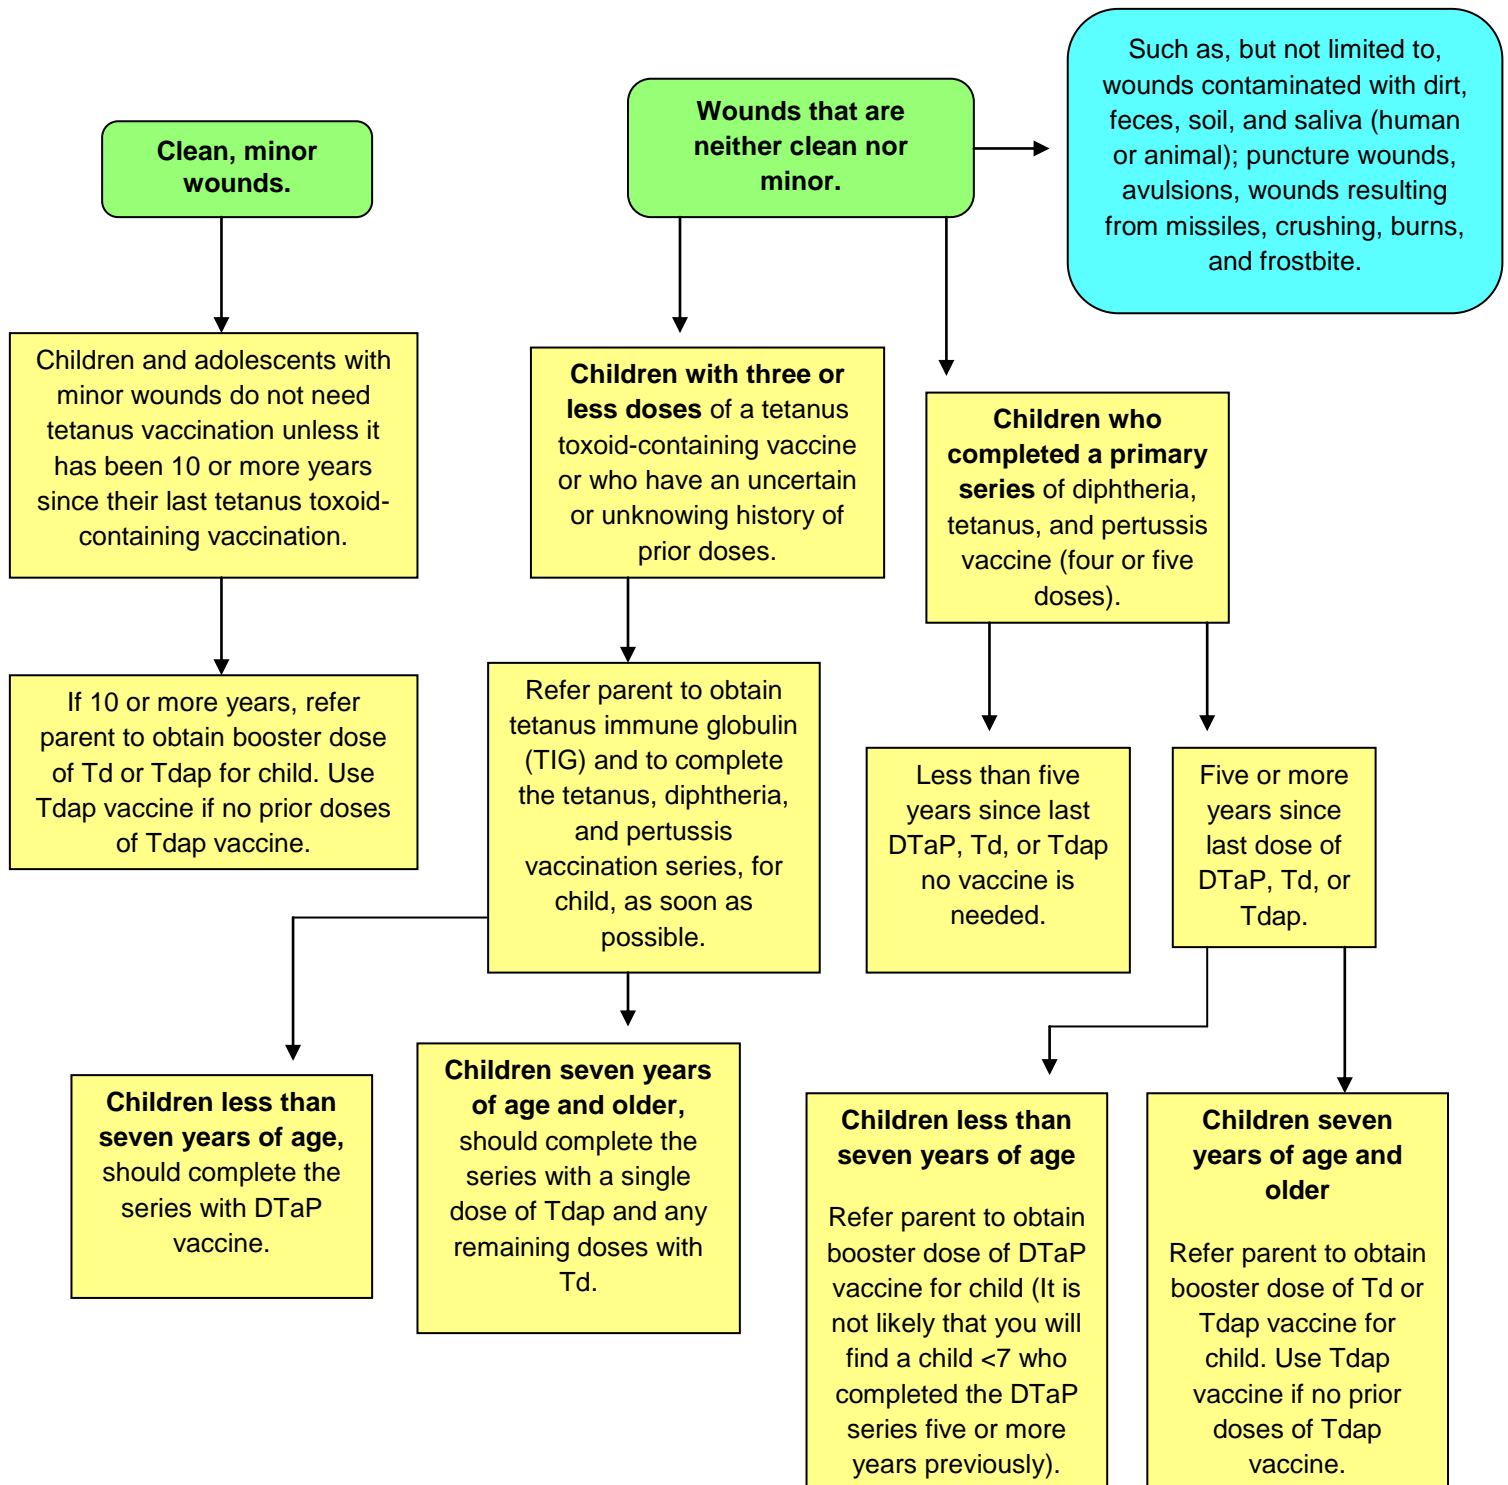 Clean, minor
wounds.
Wounds that are
neither clean nor
minor.
Such as, but not limited to,
wounds contaminated with dirt,
feces, soil, and saliva (human
or animal); puncture wounds,
avulsions, wounds resulting
from missiles, crushing, burns,
and frostbite.
Children and adolescents with
minor wounds do not need
tetanus vaccination unless it
has been 10 or more years
since their last tetanus toxoid-
containing vaccination.
Children with three or
less doses of a tetanus
toxoid-containing vaccine
or who have an uncertain
or unknowing history of
prior doses.
Children who
completed a primary
series of diphtheria,
tetanus, and pertussis
vaccine (four or five
doses).
If 10 or more years, refer
parent to obtain booster dose
of Td or Tdap for child. Use
Tdap vaccine if no prior doses
of Tdap vaccine.
Refer parent to obtain
tetanus immune globulin
(TIG) and to complete
the tetanus, diphtheria,
and pertussis
vaccination series, for
child, as soon as
possible.
Less than five
years since last
DTaP, Td, or Tdap
no vaccine is
needed.
Five or more
years since
last dose of
DTaP, Td, or
Tdap.
Children less than
seven years of age,
should complete the
series with DTaP
vaccine.
Children seven years
of age and older,
should complete the
series with a single
dose of Tdap and any
remaining doses with
Td.
Children less than
seven years of age
Refer parent to obtain
booster dose of DTaP
vaccine for child (It is
not likely that you will
find a child <7 who
completed the DTaP
series five or more
years previously).
Children seven
years of age and
older
Refer parent to obtain
booster dose of Td or
Tdap vaccine for
child. Use Tdap
vaccine if no prior
doses of Tdap
vaccine.